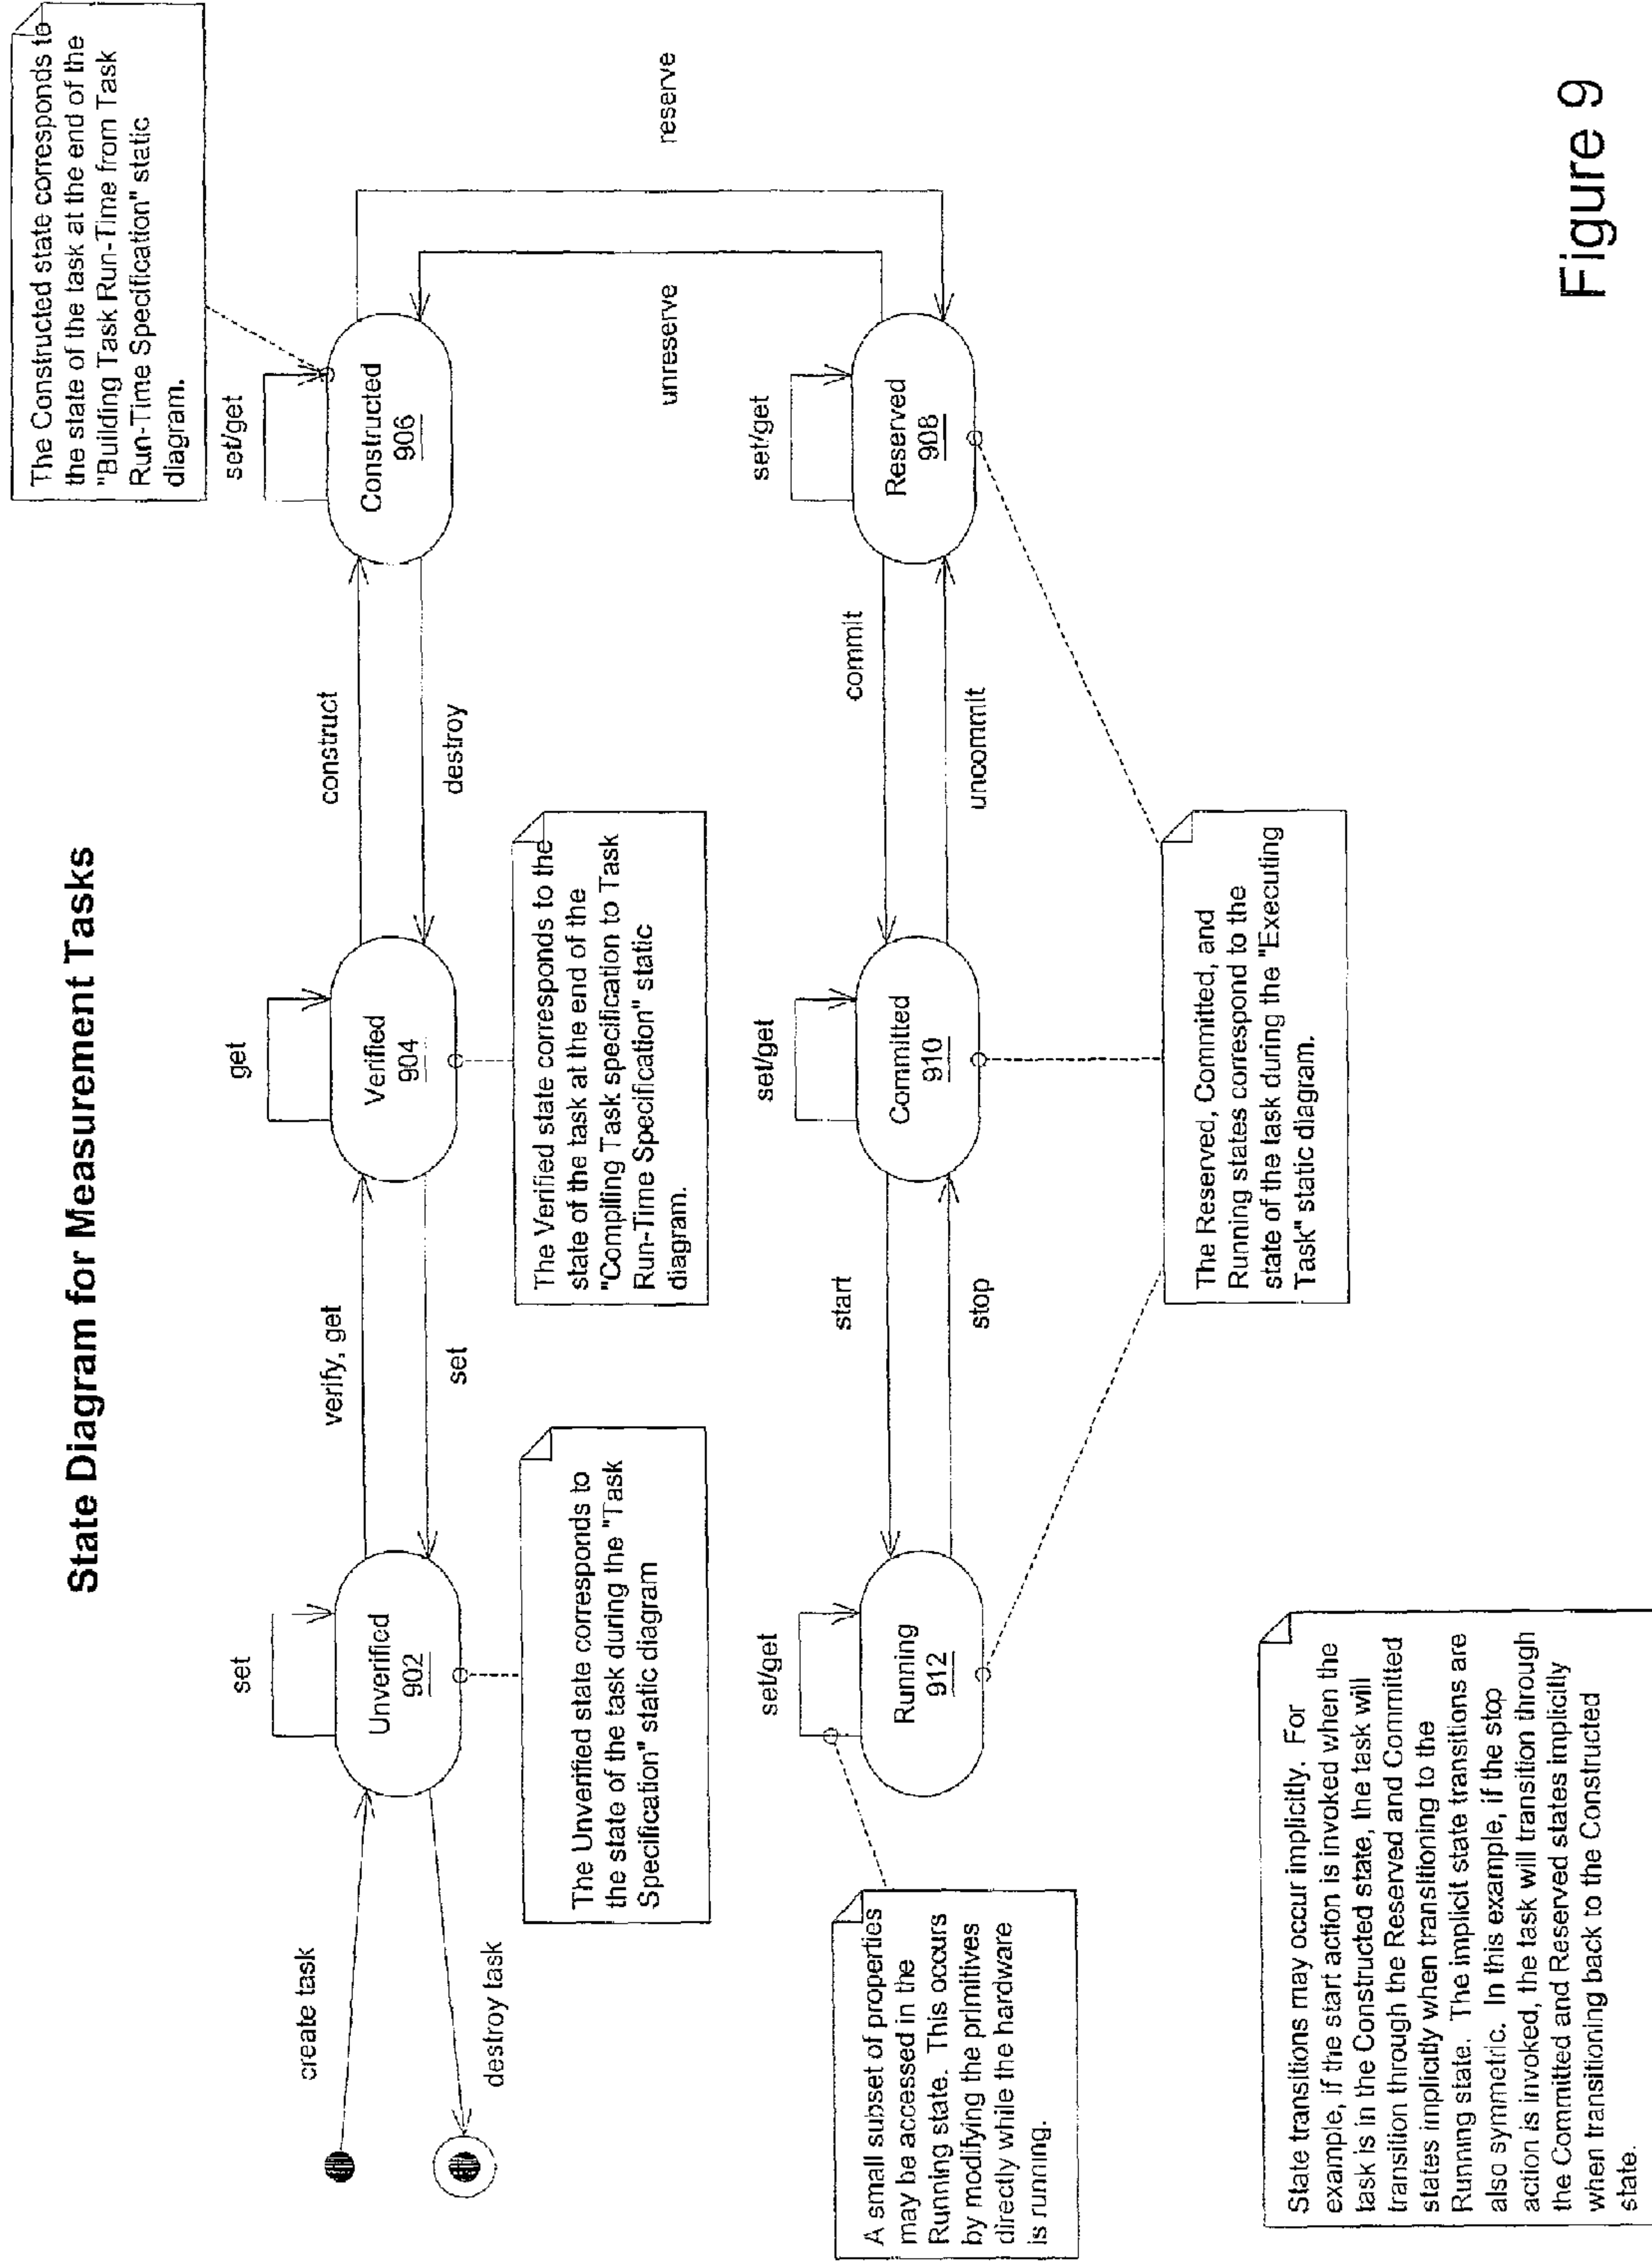 State Diagram for Measurement Tasks
The Constructed state corresponds to
the state of the task at the end of the
"Building Task Run-Time from Task
Run-Time Specification" static
diagram.
set
get
set/get
create task
Unverified
902
verify, get
Verified
904
construct
Constructed
906
destroy task
set
destroy
The Unverified state corresponds to
the state of the task during the "Task
Specification" static diagram
The Verified state corresponds to the
state of the task at the end of the
"Compiling Task specification to Task
Run-Time Specification" static
diagram.
unreserve
reserve
set/get
set/get
set/get
Running
912
start
Committed
910
commit
Reserved
908
stop
uncommit
A small subset of properties
may be accessed in the
Running state. This occurs
by modifying the primitives
directly while the hardware
is running.
The Reserved, Committed, and
Running states correspond to the
state of the task during the "Executing
Task" static diagram.
State transitions may occur implicitly. For
example, if the start action is invoked when the
task is in the Constructed state, the task will
transition through the Reserved and Committed
states implicitly when transitioning to the
Running state. The implicit state transitions are
also symmetric. In this example, if the stop
action is invoked, the task will transition through
the Committed and Reserved states implicitly
when transitioning back to the Constructed
state.
Figure 9